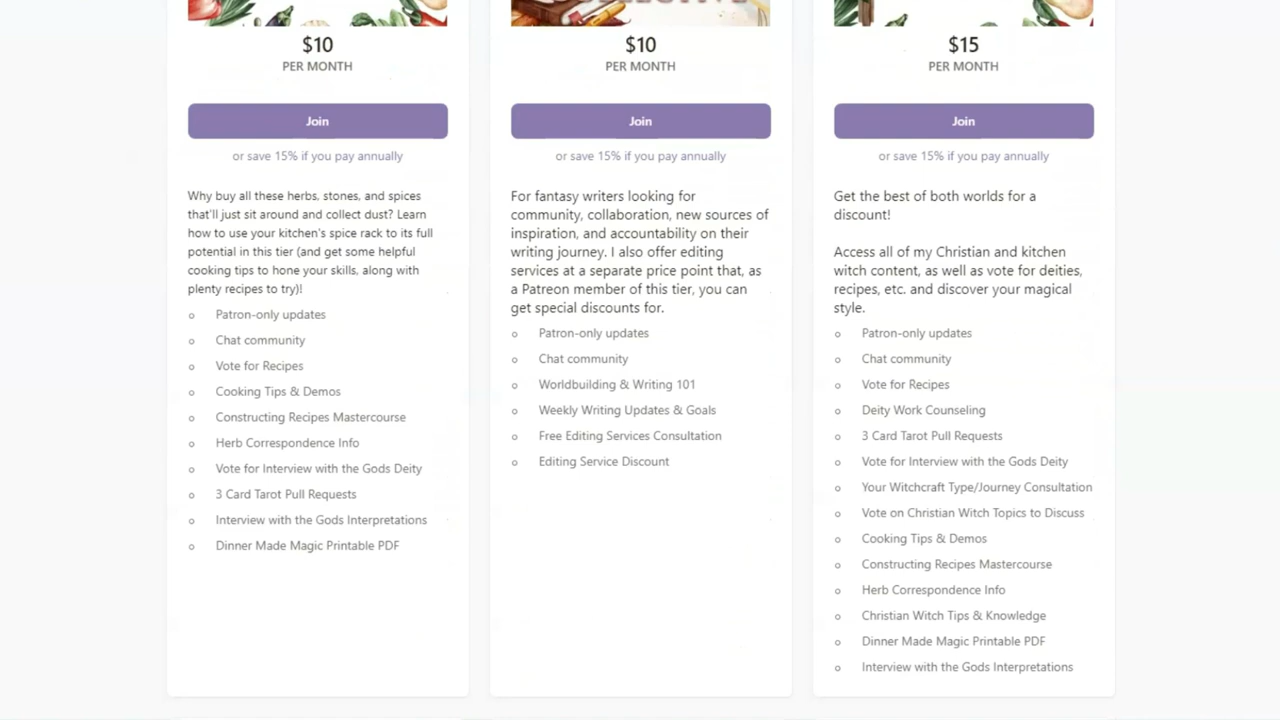 $10
PER MONTH
Join
or save 15% if you pay annually
Why buy all these herbs, stones, and spices
that'll just sit around and collect dust? Learn
how to use your kitchen's spice rack to its full
potential in this tier (and get some helpful
cooking tips to hone your skills, along with
plenty recipes to try)!
Patron-only updates
Chat community
Vote for Recipes
Cooking Tips & Demos
Constructing Recipes Mastercourse
Herb Correspondence Info
Vote for Interview with the Gods Deity
3 Card Tarot Pull Requests
Interview with the Gods Interpretations
Dinner Made Magic Printable PDF
$10
PER MONTH
Join
or save 15% if you pay annually
For fantasy writers looking for
community, collaboration, new sources of
inspiration, and accountability on their
writing journey. I also offer editing
services at a separate price point that, as
a Patreon member of this tier, you can
get special discounts for.
Patron-only updates
Chat community
Worldbuilding & Writing 101
Weekly Writing Updates & Goals
Free Editing Services Consultation
Editing Service Discount
$15
PER MONTH
Join
or save 15% if you pay annually
Get the best of both worlds for a
discount!
Access all of my Christian and kitchen
witch content, as well as vote for deities,
recipes, etc. and discover your magical
style.
Patron-only updates
Chat community
Vote for Recipes
Deity Work Counseling
3 Card Tarot Pull Requests
Vote for Interview with the Gods Deity
Your Witchcraft Type/Journey Consultation
Vote on Christian Witch Topics to Discuss
Cooking Tips & Demos
Constructing Recipes Mastercourse
Herb Correspondence Info
Christian Witch Tips & Knowledge
Dinner Made Magic Printable PDF
Interview with the Gods Interpretations